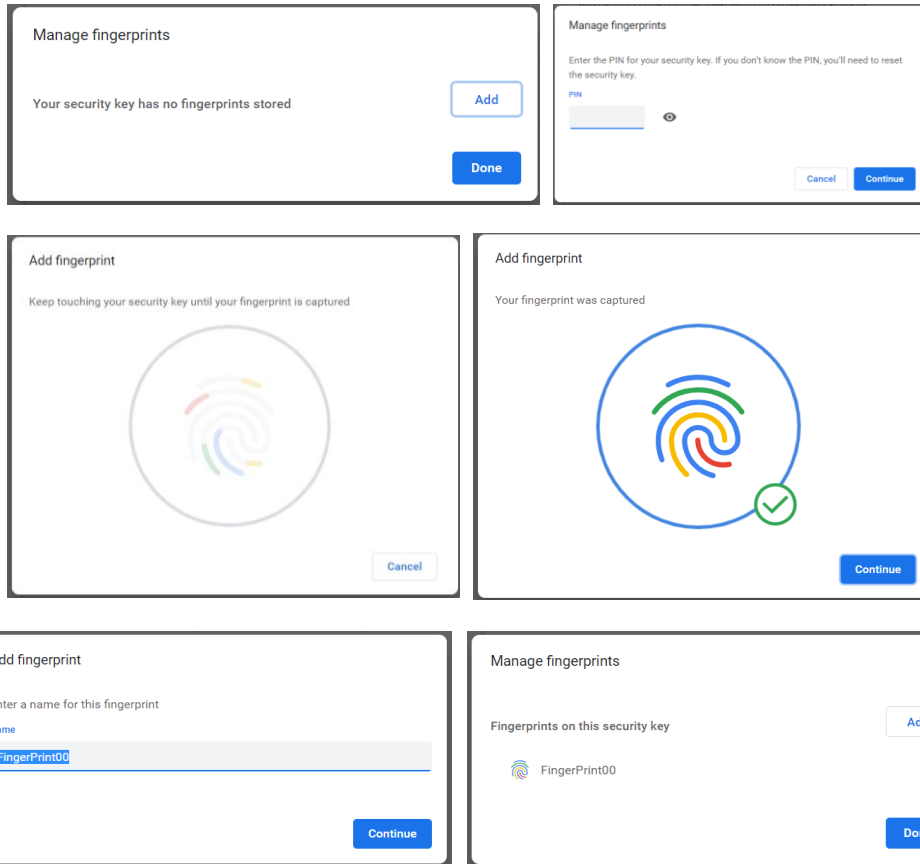 Manage fingerprints
Your security key has no fingerprints stored
Add
Done
Manage fingerprints
Enter the PIN for your security key. If you don't know the PIN, you'll need to reset
the security key.
PIN
Cancel
Continue
Add fingerprint
Keep touching your security key until your fingerprint is captured
Cancel
Add fingerprint
Your fingerprint was captured
Continue
dd fingerprint
nter a name for this fingerprint
ame
FingerPrint00
Continue
Manage fingerprints
Fingerprints on this security key
Ad
FingerPrint00
Do